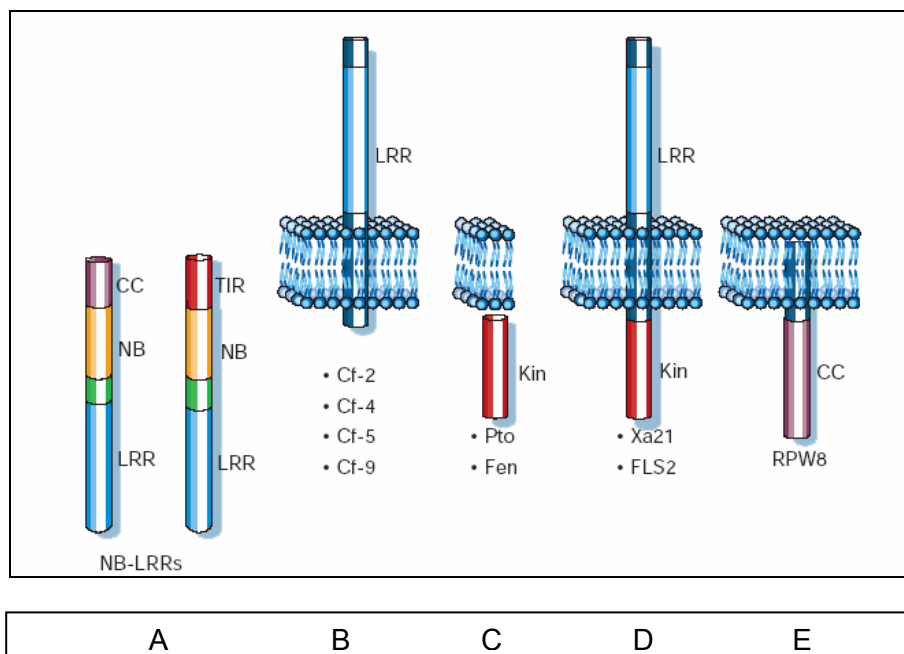 LRR
LRR
CC
TIR
NB
NB
Kin
Kin
CC
• Cf-2
• Cf-4
• Cf-5
• Cf-9
• Pto
• Fen
• Xa21
• FLS2
RPW8
LRR
LRR
NB-LRRs
A B C D E